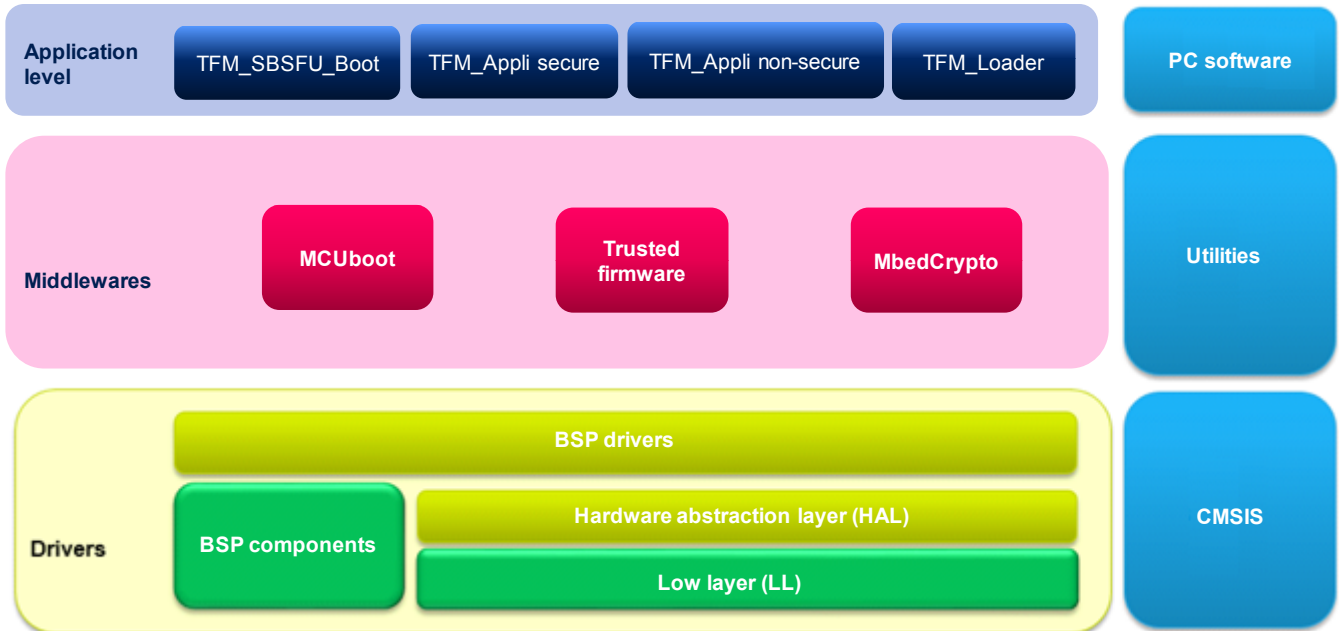 Application
level
TFM_SBSFU_Boot
TFM_Appli secure
TFM_Appli non-secure
TFM_Loader
PC software
Middlewares
MCUboot
Trusted
firmware
MbedCrypto
Utilities
Drivers
BSP drivers
BSP components
Hardware abstraction layer (HAL)
Low layer (LL)
CMSIS